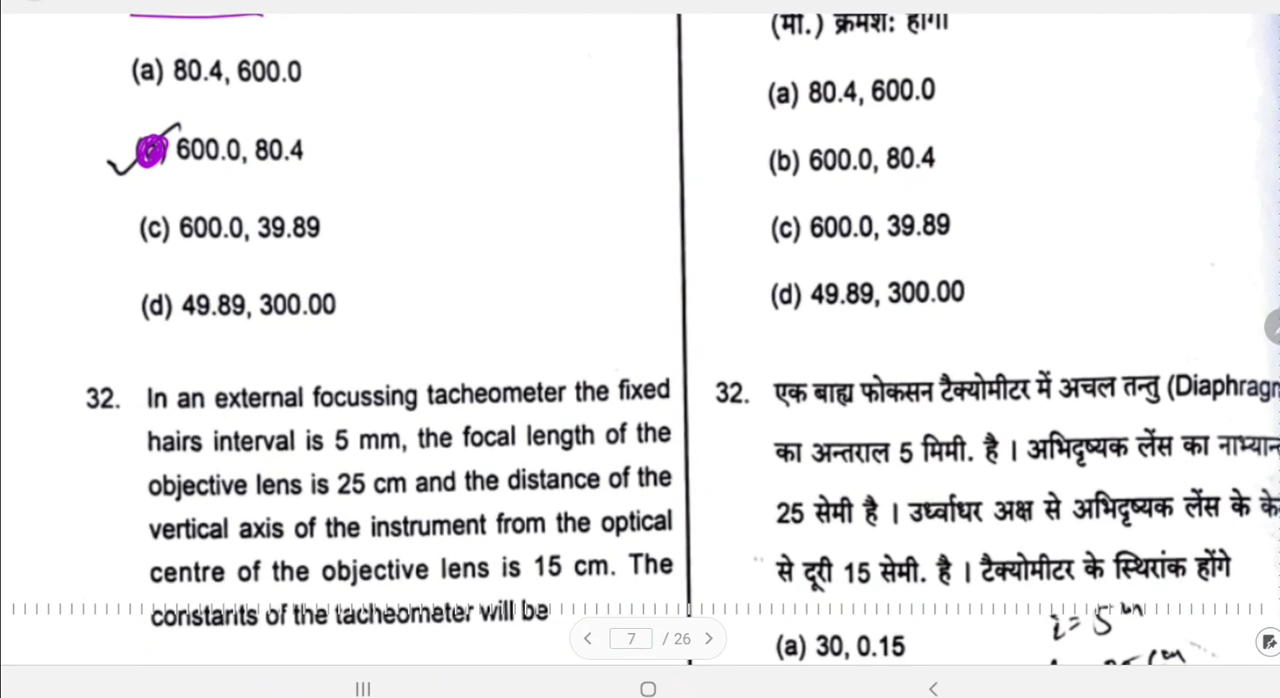 (a) 80.4, 600.0
600.0, 80.4
(c) 600.0, 39.89
(d) 49.89, 300.00
32. In an external focussing tacheometer the fixed
hairs interval is 5 mm, the focal length of the
objective lens is 25 cm and the distance of the
vertical axis of the instrument from the optical
centre of the objective lens is 15 cm. The
constants of the tacheometer will be
(मी.) क्रमशः होगा
(a) 80.4, 600.0
(b) 600.0, 80.4
(c) 600.0, 39.89
(d) 49.89, 300.00
32. एक बाह्य फोकसन टैक्योमीटर में अचल तन्तु (Diaphragm
का अन्तराल 5 मिमी. है । अभिदृष्यक लेंस का
25 सेमी है । उर्ध्वाधर अक्ष से अभिदृष्यक लेंस के
से दूरी 15 सेमी. है । टैक्योमीटर के स्थिरांक होंगे
i = 5
(a) 30, 0.15
7 / 26